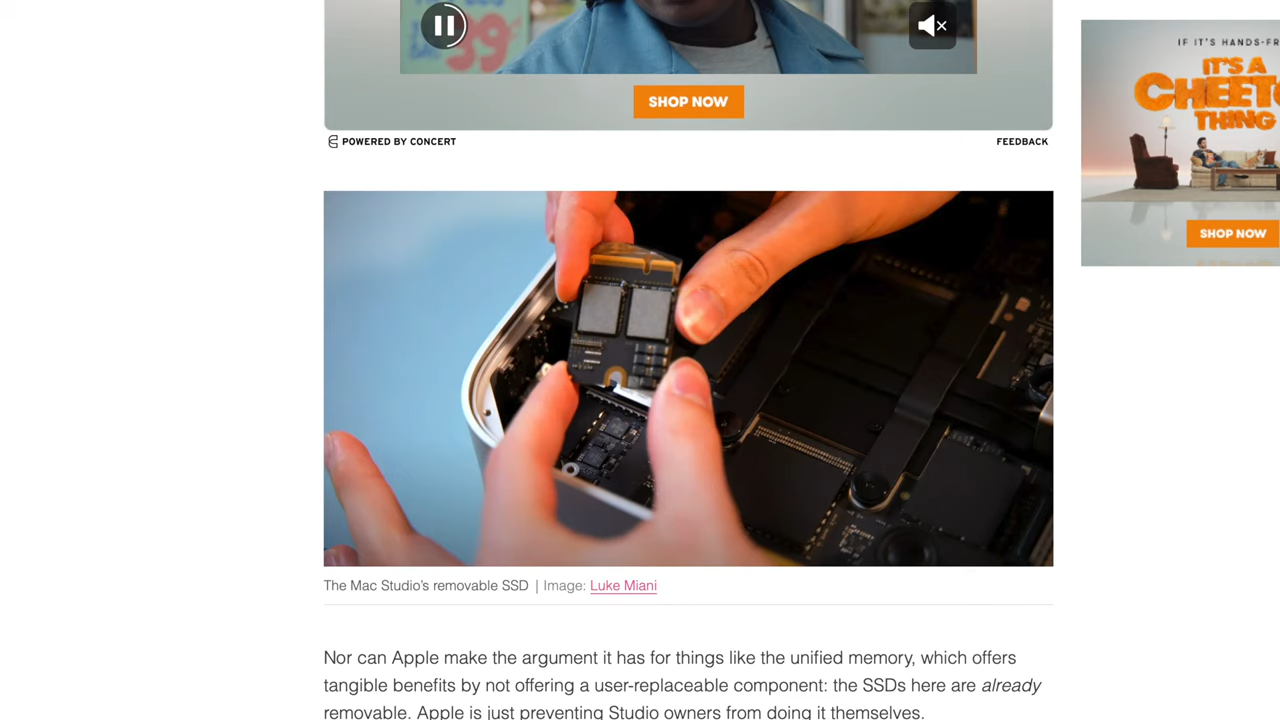 99¢
SHOP NOW
POWERED BY CONCERT
FEEDBACK
IF IT'S HANDS-FR
IT'S A
CHEETO
THING
SHOP NOW
The Mac Studio's removable SSD | Image: Luke Miani
Nor can Apple make the argument it has for things like the unified memory, which offers
tangible benefits by not offering a user-replaceable component: the SSDs here are already
removable. Apple is just preventing Studio owners from doing it themselves.